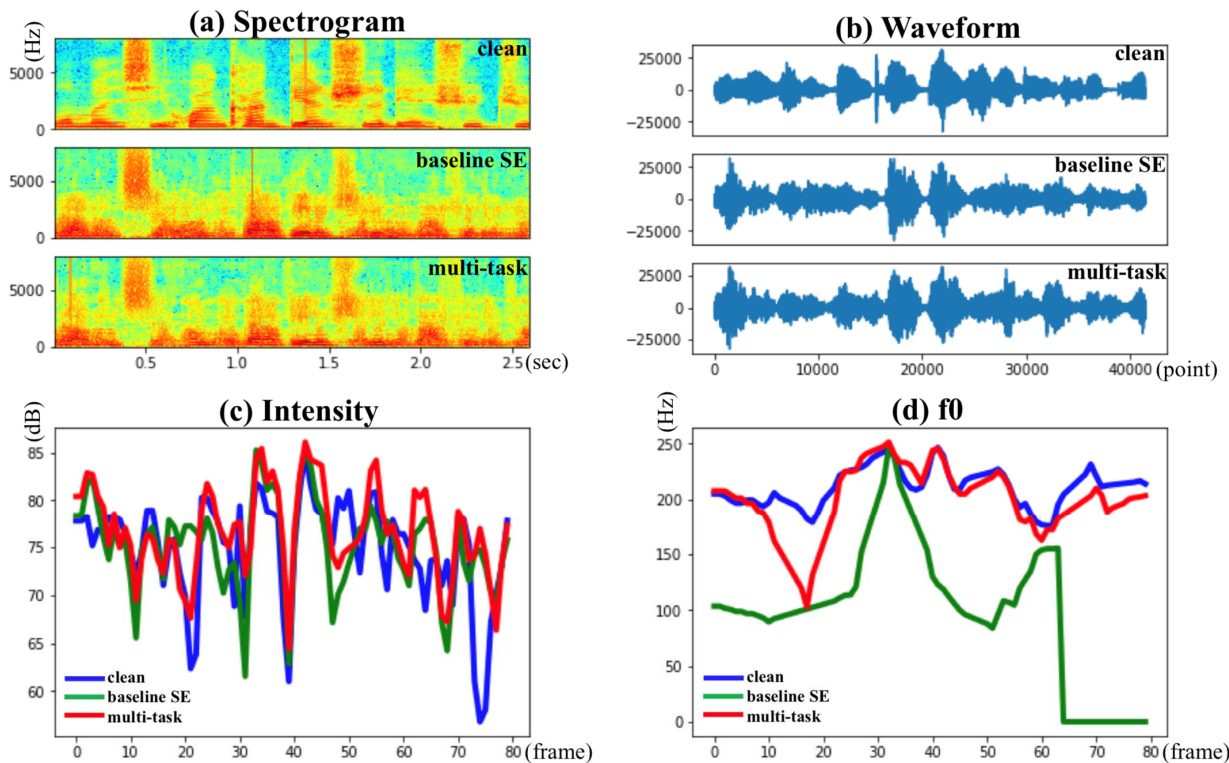 (a) Spectrogram
(Hz)
clean
5000
0
baseline SE
5000
0
multi-task
5000
0
0.5 1.0 1.5 2.0 2.5 (sec)
(b) Waveform
clean
25000
0
−25000
baseline SE
25000
0
−25000
multi-task
25000
0
−25000
0 10000 20000 30000 40000 (point)
(c) Intensity
(dB)
85
80
75
70
65
60
clean
baseline SE
multi-task
0 10 20 30 40 50 60 70 80 (frame)
(d) f0
(Hz)
250
200
150
100
50
0
clean
baseline SE
multi-task
0 10 20 30 40 50 60 70 80 (frame)